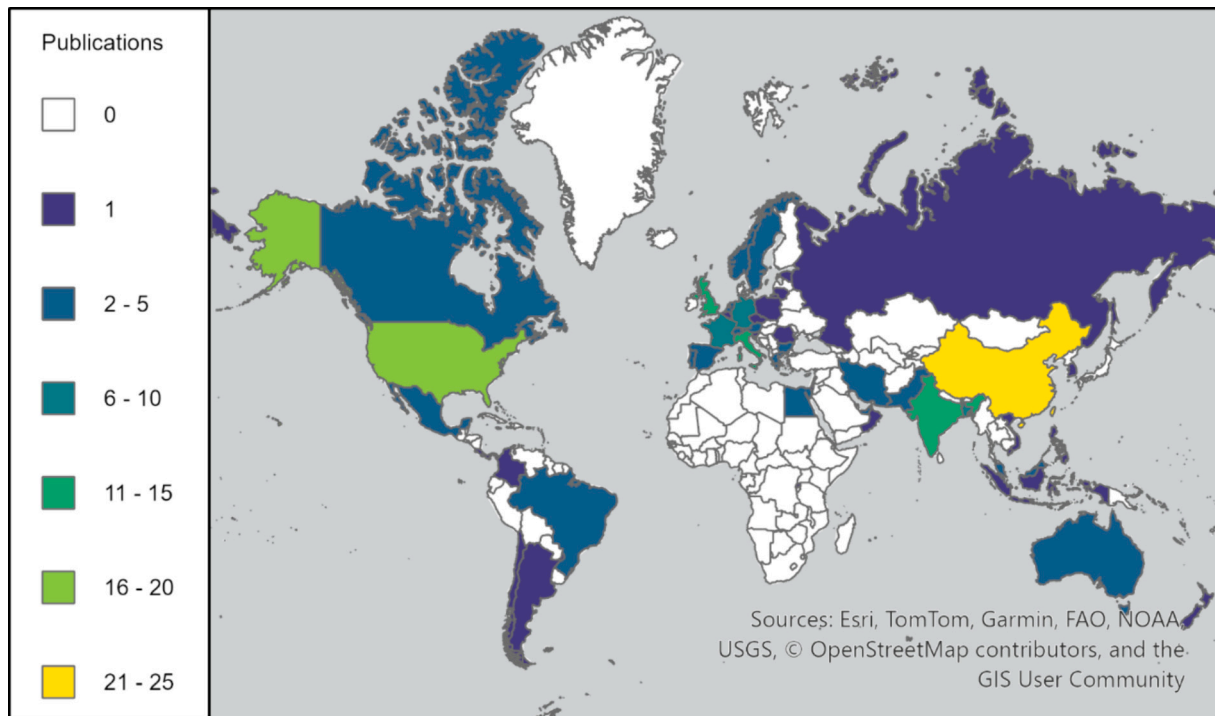 Publications
0
1
2 - 5
6 - 10
11 - 15
16 - 20
21 - 25
Sources: Esri, TomTom, Garmin, FAO, NOAA,
USGS, © OpenStreetMap contributors, and the
GIS User Community